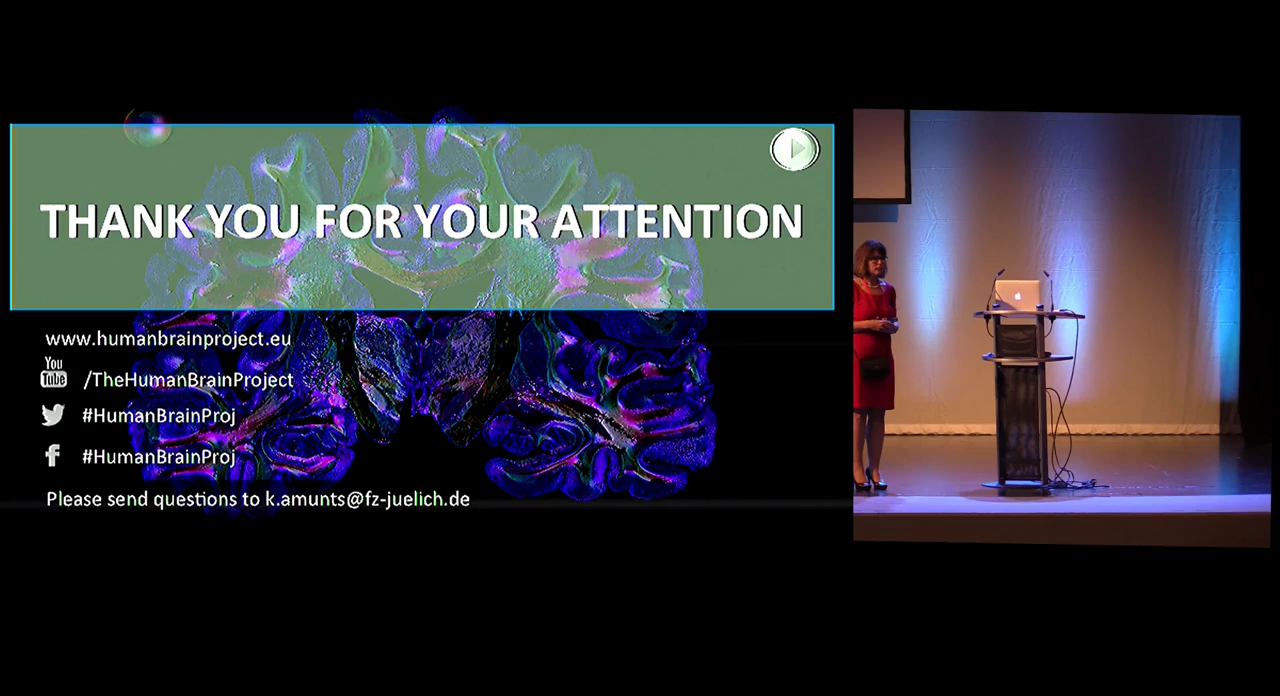 THANK YOU FOR YOUR ATTENTION
www.humanbrainproject.eu
You
Tube
/TheHumanBrainProject
#HumanBrainProj
#HumanBrainProj
Please send questions to k.amunts@fz-juelich.de